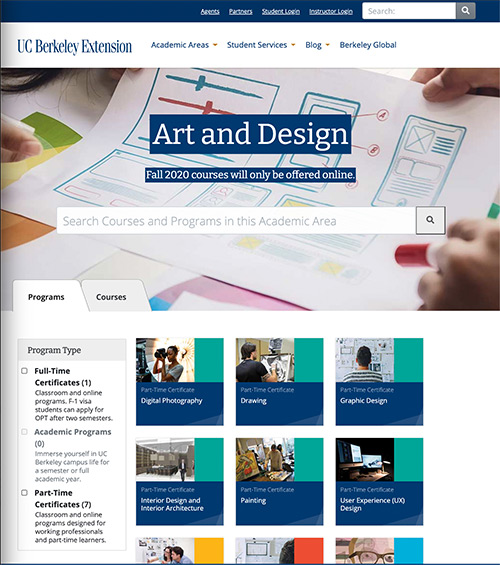 Agents Partners Student Login Instructor Login Search:
UC Berkeley Extension Academic Areas Student Services Blog Berkeley Global
A
B
Art and Design
Fall 2020 courses will only be offered online.
Search Courses and Programs in this Academic Area
Programs Courses
Program Type
Full-Time
Certificates (1)
Classroom and online
programs. F-1 visa
students can apply for
OPT after two semesters.
Academic Programs
(0)
Immerse yourself in UC
Berkeley campus life for
a semester or full
academic year.
Part-Time
Certificates (7)
Classroom and online
programs designed for
working professionals
and part-time learners.
Part-Time Certificate
Digital Photography
Part-Time Certificate
Drawing
Part-Time Certificate
Graphic Design
Part-Time Certificate
Interior Design and
Interior Architecture
Part-Time Certificate
Painting
Part-Time Certificate
User Experience (UX)
Design